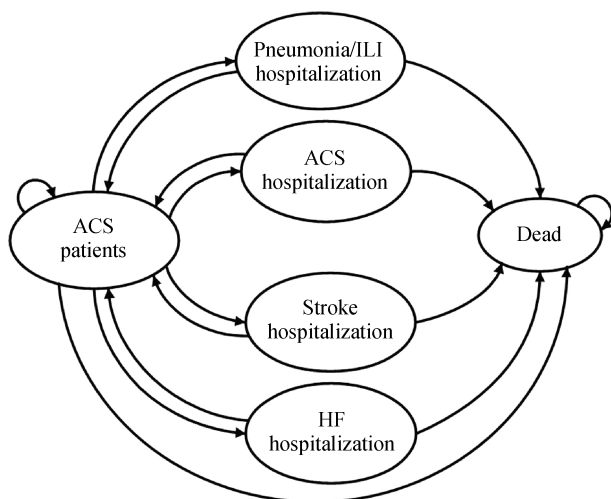 Pneumonia/ILI
hospitalization
ACS
hospitalization
ACS
patients
Dead
Stroke
hospitalization
HF
hospitalization